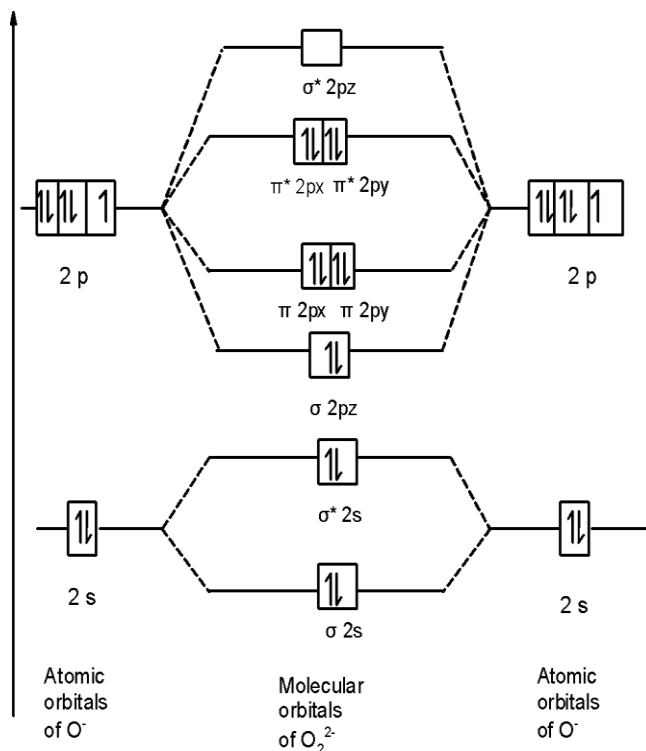 σ* 2pz
π* 2px π* 2py
2 p
2 p
π 2px π 2py
σ 2pz
σ* 2s
2 s
2 s
σ 2s
Atomic
orbitals
of O⁻
Molecular
orbitals
of O₂²⁻
Atomic
orbitals
of O⁻